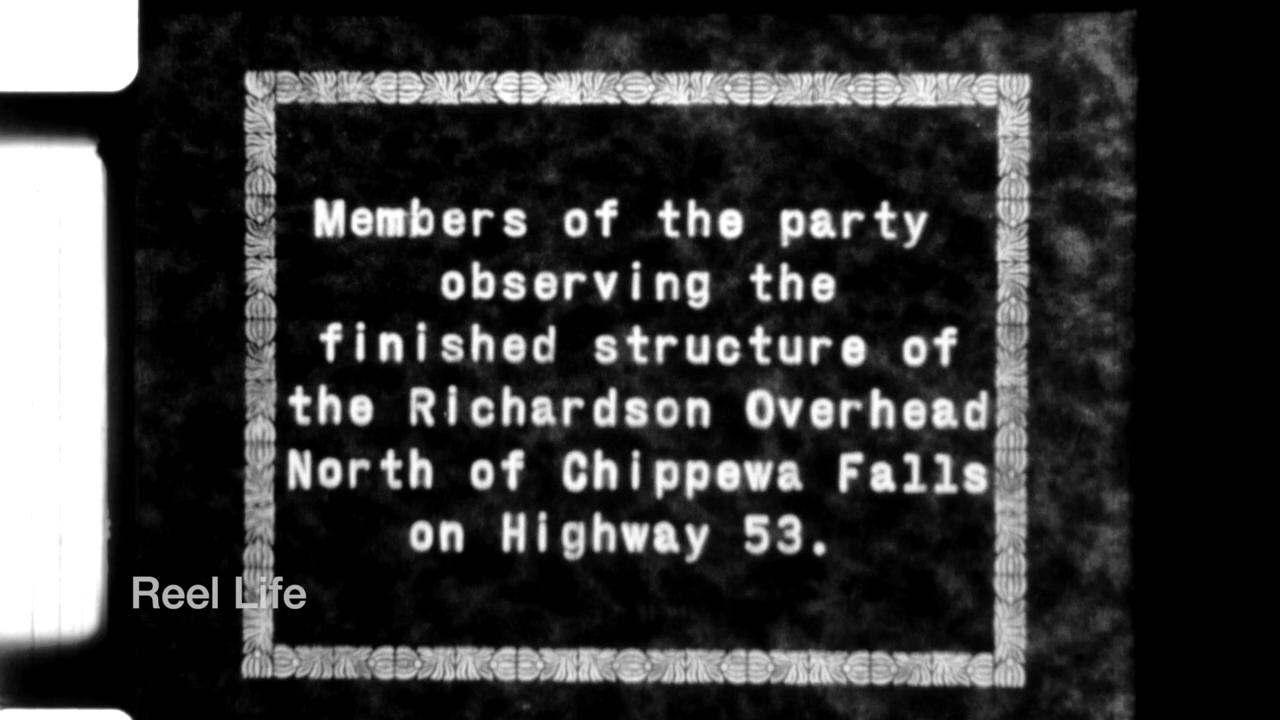 Members of the party
observing the
finished structure of
the Richardson Overhead
North of Chippewa Falls
on Highway 53.
Reel Life